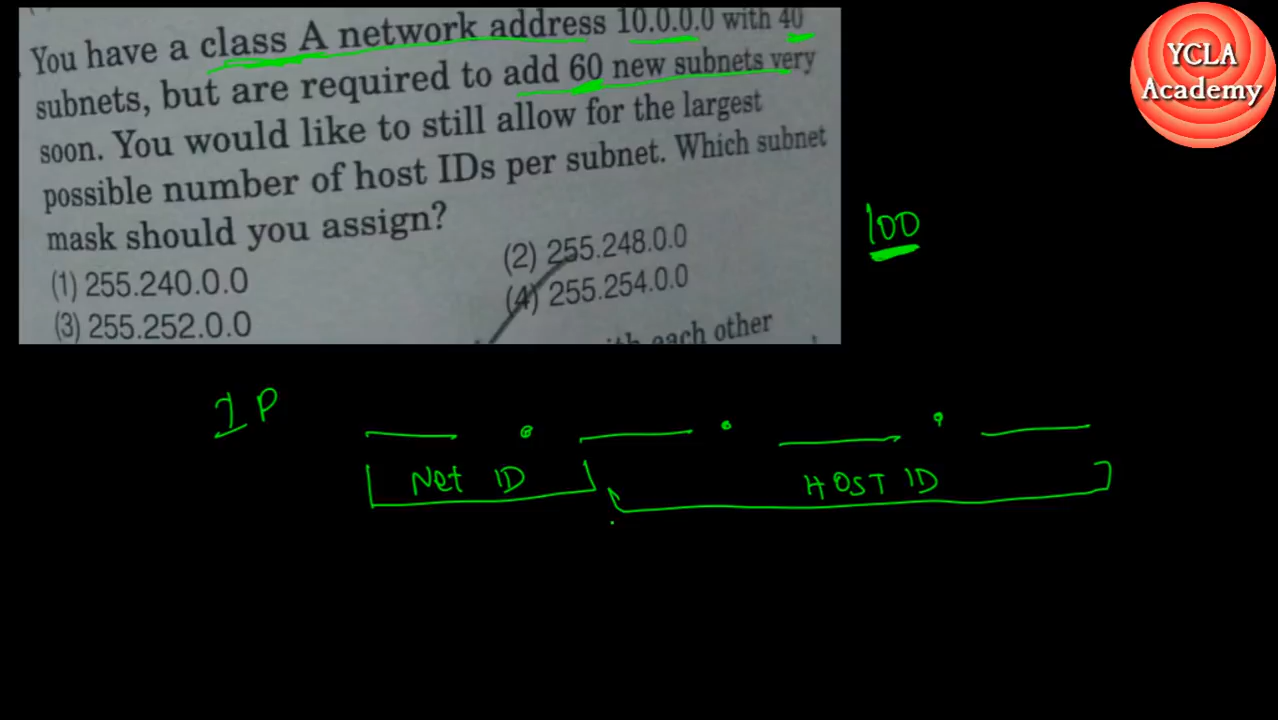 You have a class A network address 10.0.0.0 with 40
subnets, but are required to add 60 new subnets very
soon. You would like to still allow for the largest
possible number of host IDs per subnet. Which subnet
mask should you assign?
(1) 255.240.0.0
(2) 255.248.0.0
(3) 255.252.0.0
(4) 255.254.0.0
with each other
YCLA
Academy
100
IP
. . .
Net ID
HOST ID